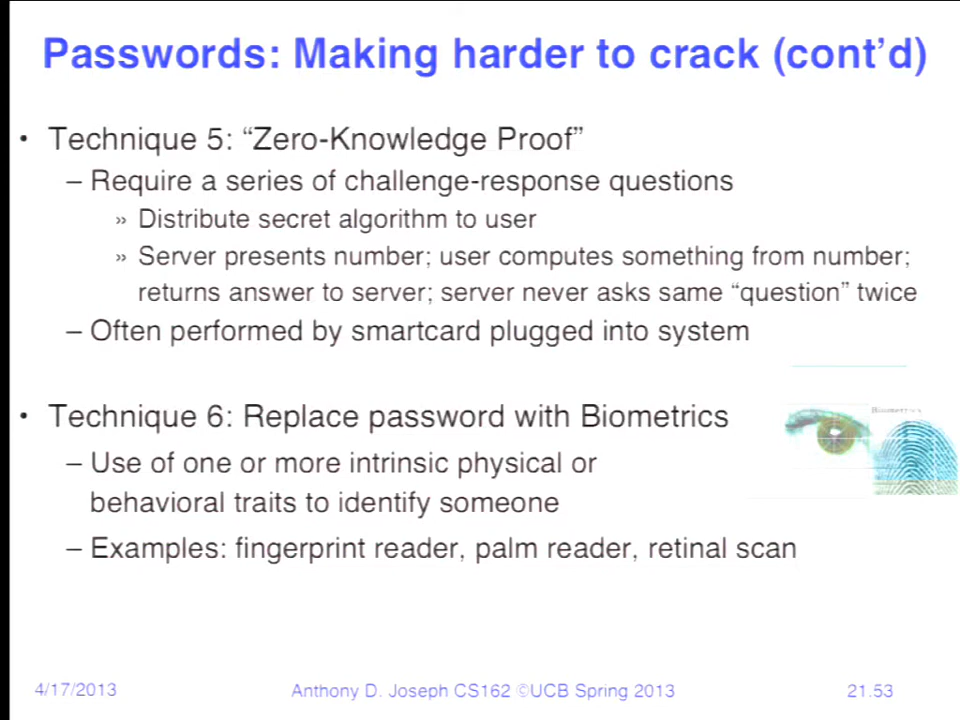 Passwords: Making harder to crack (cont'd)
• Technique 5: “Zero-Knowledge Proof”
– Require a series of challenge-response questions
» Distribute secret algorithm to user
» Server presents number; user computes something from number;
returns answer to server; server never asks same “question” twice
– Often performed by smartcard plugged into system
• Technique 6: Replace password with Biometrics
Biometrics
– Use of one or more intrinsic physical or
behavioral traits to identify someone
– Examples: fingerprint reader, palm reader, retinal scan
4/17/2013
Anthony D. Joseph CS162 ©UCB Spring 2013
21.53